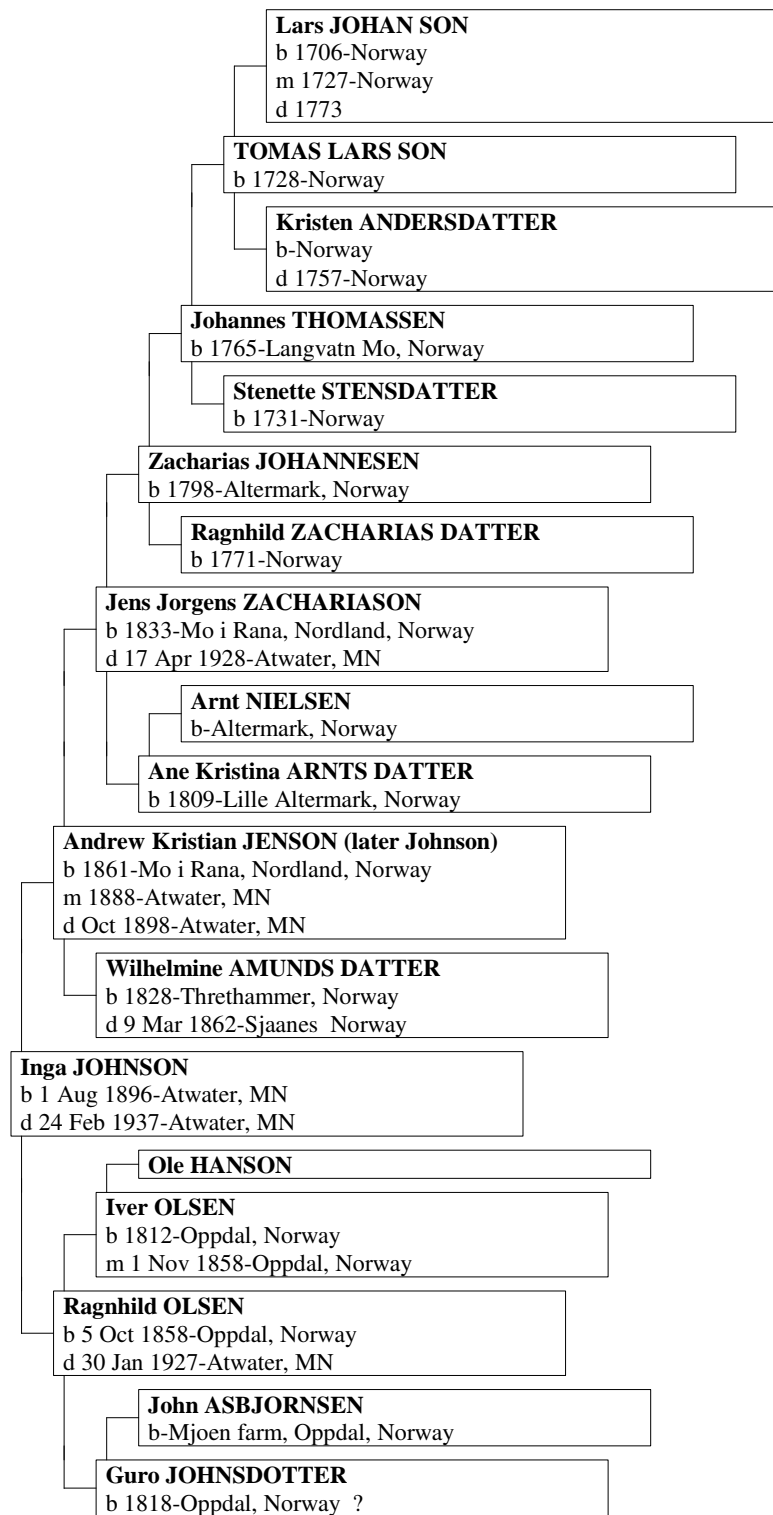 Lars JOHAN SON
b 1706-Norway
m 1727-Norway
d 1773
TOMAS LARS SON
b 1728-Norway
Kristen ANDERSDATTER
b-Norway
d 1757-Norway
Johannes THOMASSEN
b 1765-Langvatn Mo, Norway
Stenette STENSDATTER
b 1731-Norway
Zacharias JOHANNESEN
b 1798-Altermark, Norway
Ragnhild ZACHARIAS DATTER
b 1771-Norway
Jens Jorgens ZACHARIASON
b 1833-Mo i Rana, Nordland, Norway
d 17 Apr 1928-Atwater, MN
Arnt NIELSEN
b-Altermark, Norway
Ane Kristina ARNTS DATTER
b 1809-Lille Altermark, Norway
Andrew Kristian JENSON (later Johnson)
b 1861-Mo i Rana, Nordland, Norway
m 1888-Atwater, MN
d Oct 1898-Atwater, MN
Wilhelmine AMUNDS DATTER
b 1828-Threthammer, Norway
d 9 Mar 1862-Sjaanes  Norway
Inga JOHNSON
b 1 Aug 1896-Atwater, MN
d 24 Feb 1937-Atwater, MN
Ole HANSON
Iver OLSEN
b 1812-Oppdal, Norway
m 1 Nov 1858-Oppdal, Norway
Ragnhild OLSEN
b 5 Oct 1858-Oppdal, Norway
d 30 Jan 1927-Atwater, MN
John ASBJORNSEN
b-Mjoen farm, Oppdal, Norway
Guro JOHNSDOTTER
b 1818-Oppdal, Norway  ?